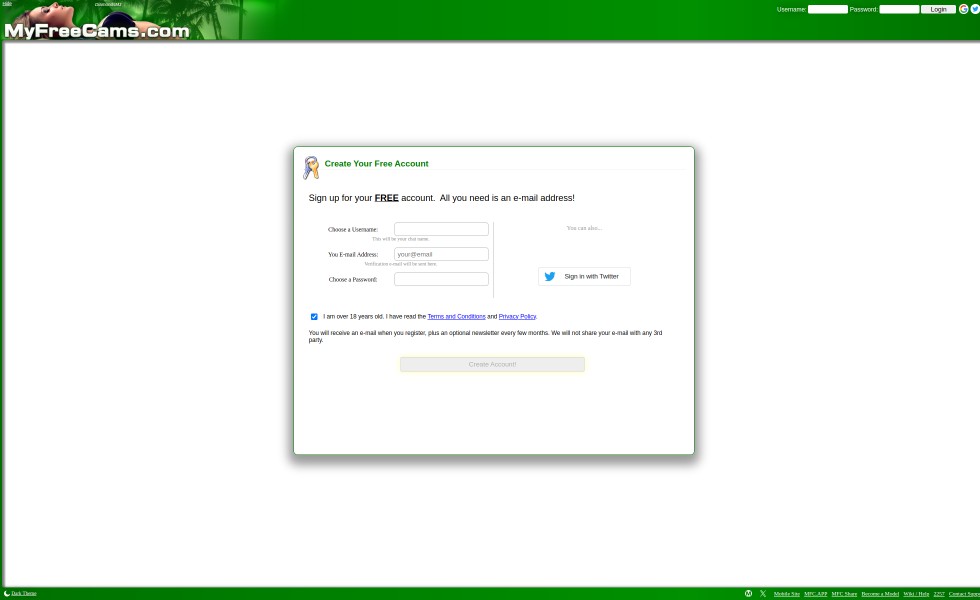 MyFreeCams.com
Username: Password: Login
Create Your Free Account
Sign up for your FREE account. All you need is an e-mail address!
Choose a Username:
This will be your chat name.
You can also...
You E-mail Address: your@email
Verification e-mail will be sent here.
Sign in with Twitter
Choose a Password:
I am over 18 years old. I have read the Terms and Conditions and Privacy Policy.
You will receive an e-mail when you register, plus an optional newsletter every few months. We will not share your e-mail with any 3rd
party.
Create Account!
Dark Theme
Mobile Site MFC.APP MFC Share Become a Model Wiki / Help 2257 Contact